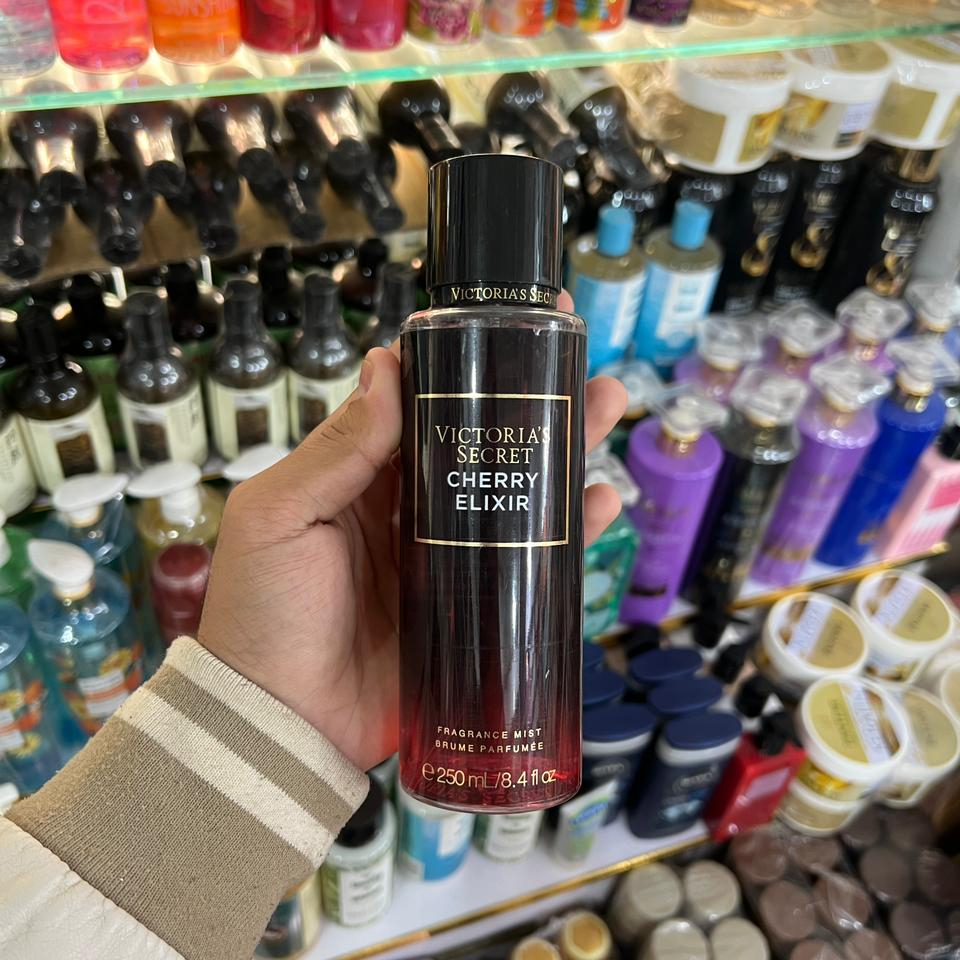 VICTORIA'S SEC
VICTORIA'S
SECRET
CHERRY
ELIXIR
FRAGRANCE MIST
BRUME PARFUMÉE
℮ 250 mL/8.4 fl oz